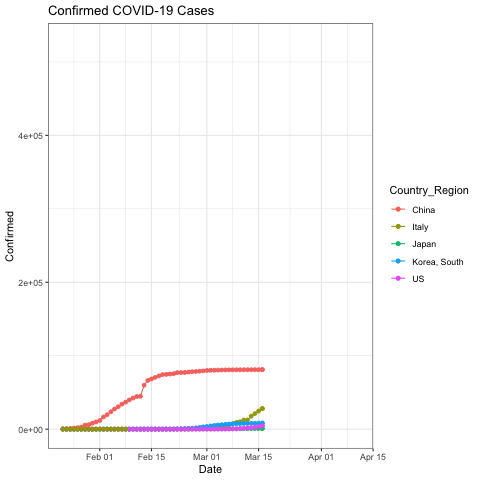 Confirmed COVID-19 Cases
4e+05
2e+05
0e+00
Confirmed
Feb 01
Feb 15
Mar 01
Mar 15
Apr 01
Apr 15
Date
Country_Region
China
Italy
Japan
Korea, South
US